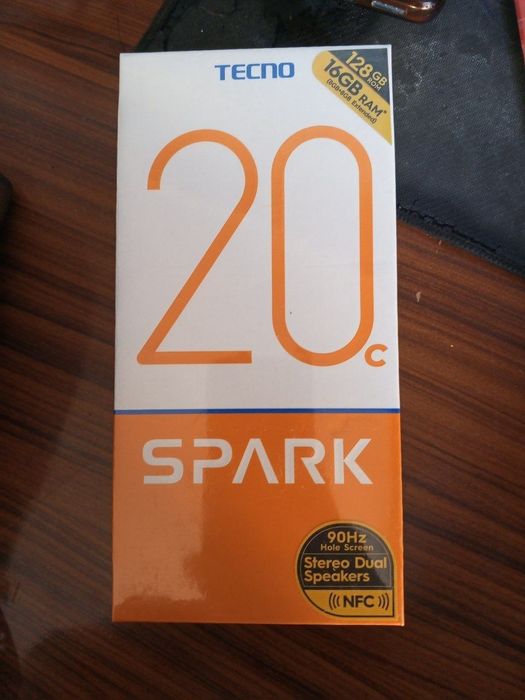 TECNO
128GB
ROM
16GB RAM*
(8GB+8GB Extended)
20c
SPARK
90Hz
Hole Screen
Stereo Dual
Speakers
NFC